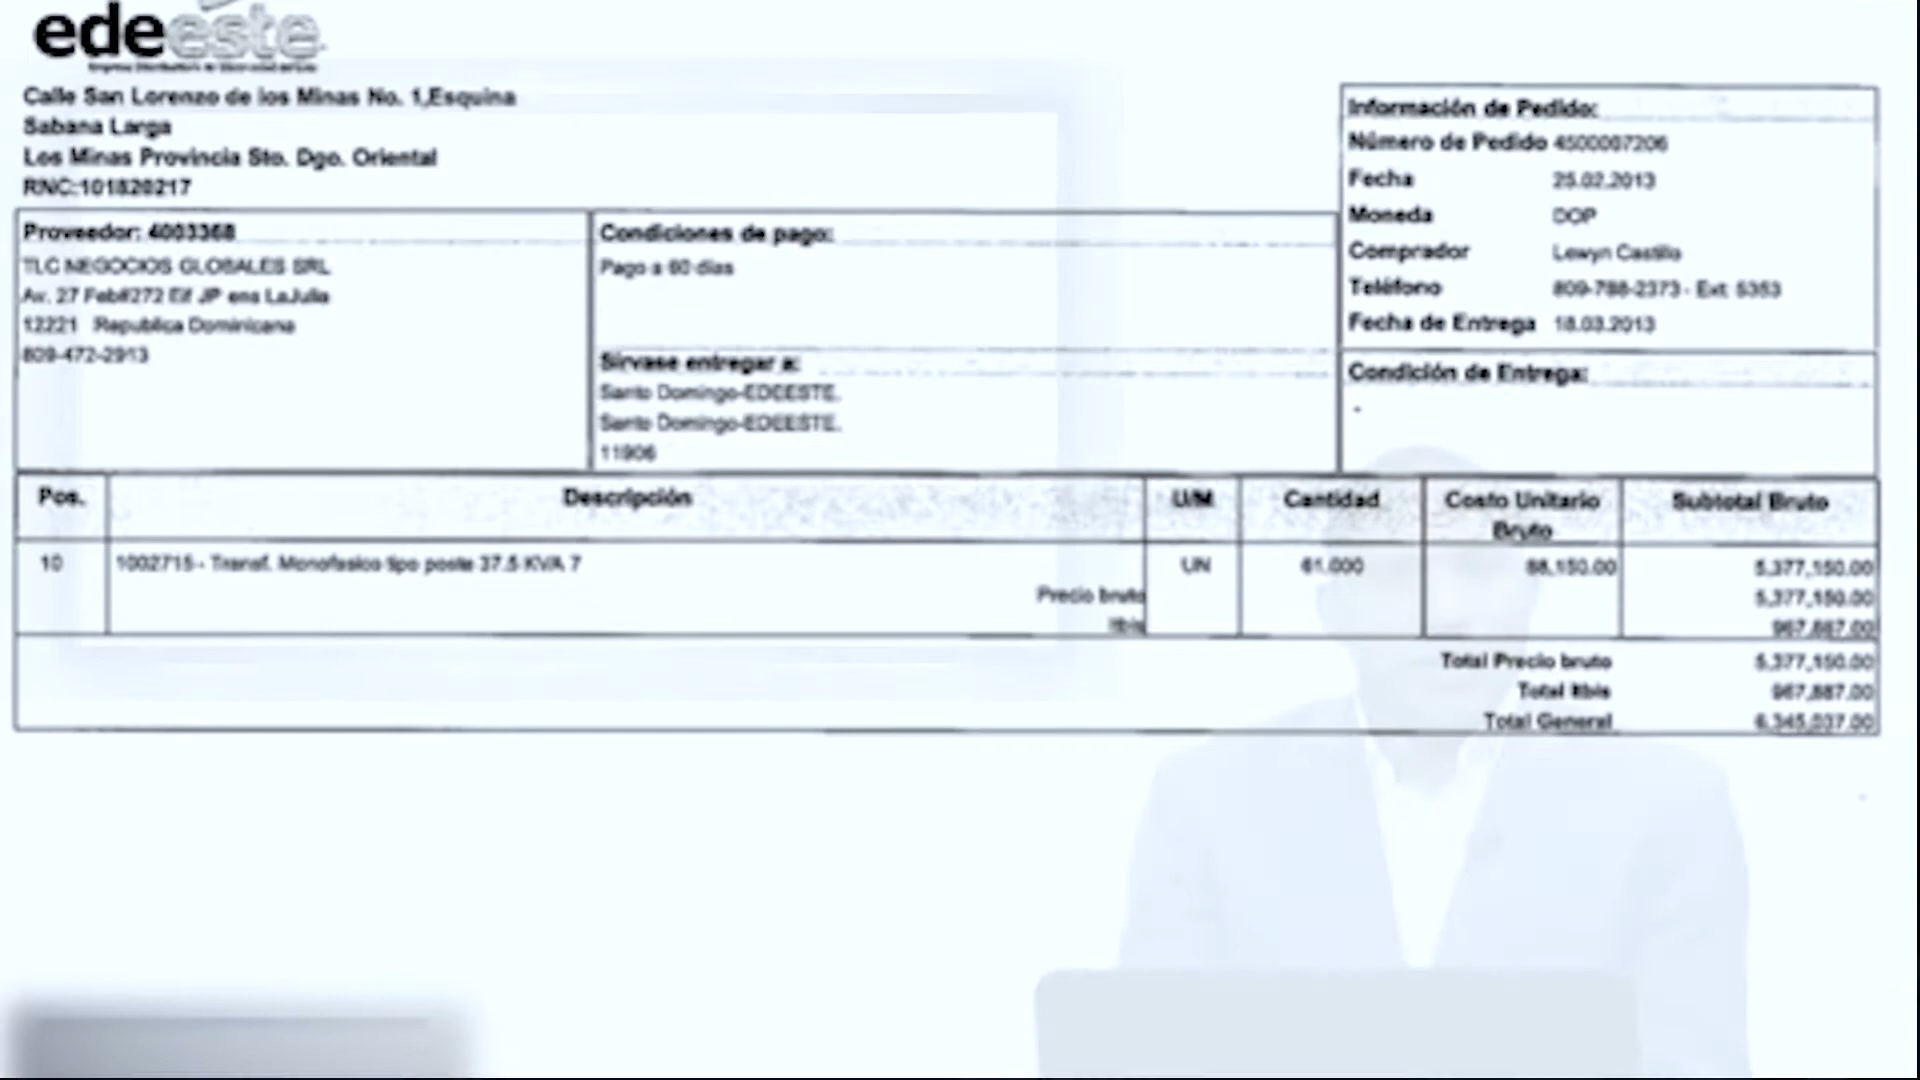 edeeste
Calle San Lorenzo de los Minas No. 1,Esquina
Sabana Larga
Los Minas Provincia Sto. Dgo. Oriental
RNC:101820217
Información de Pedido:
Número de Pedido 4500007206
Fecha 25.02.2013
Moneda DOP
Comprador Lewyn Castillo
Teléfono 809-788-2373 - Ext: 5353
Fecha de Entrega 18.03.2013
Condición de Entrega:
Proveedor: 4003368
TLC NEGOCIOS GLOBALES SRL
Av. 27 Feb#272 Eif JP ens LaJulia
12221 Republica Dominicana
809-472-2913
Condiciones de pago:
Pago a 60 dias
Sirvase entregar a:
Santo Domingo-EDEESTE.
Santo Domingo-EDEESTE.
11906
Pos. Descripción U/M Cantidad Costo Unitario Bruto Subtotal Bruto
10 1002715 - Transf. Monofasico tipo poste 37.5 KVA 7 UN 61.000 88,150.00 5,377,150.00
Precio bruto 5,377,150.00
Itbis 967,887.00
Total Precio bruto 5,377,150.00
Total Itbis 967,887.00
Total General 6,345,037.00